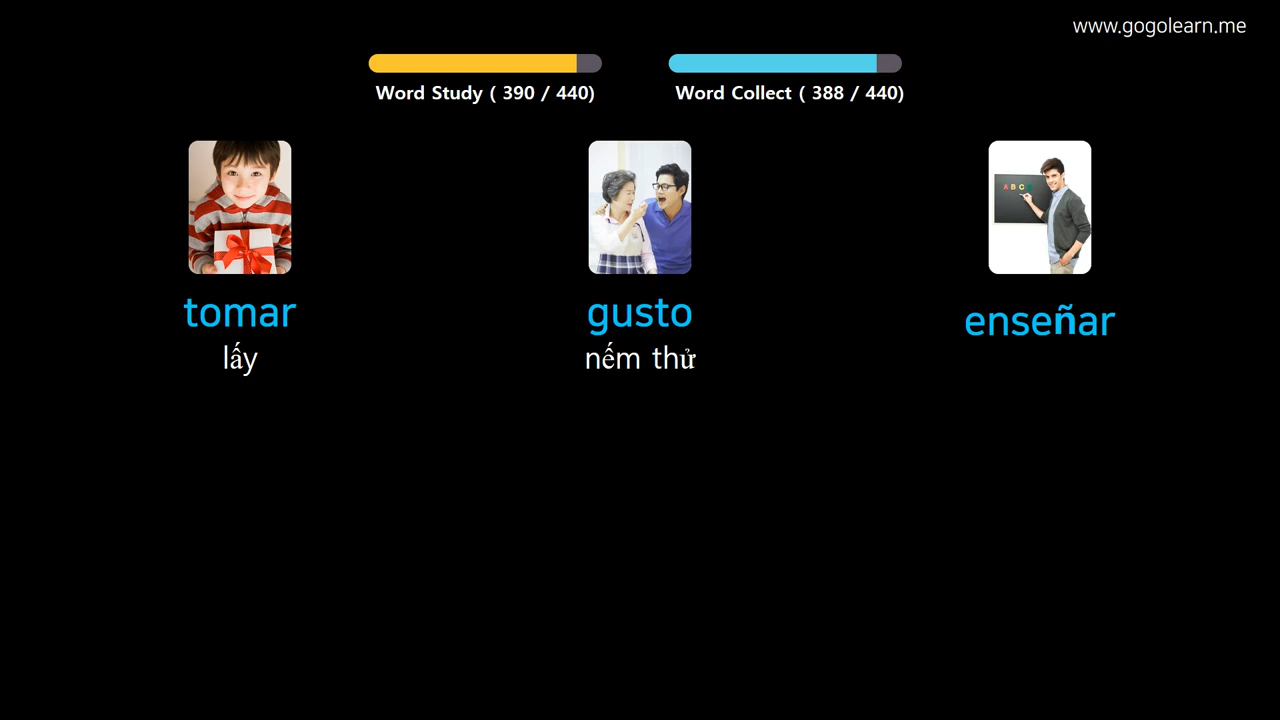 www.gogolearn.me
Word Study ( 390 / 440)
Word Collect ( 388 / 440)
A B C
tomar
lấy
gusto
nếm thử
enseñar